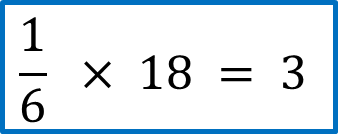 1/6 × 18 = 3